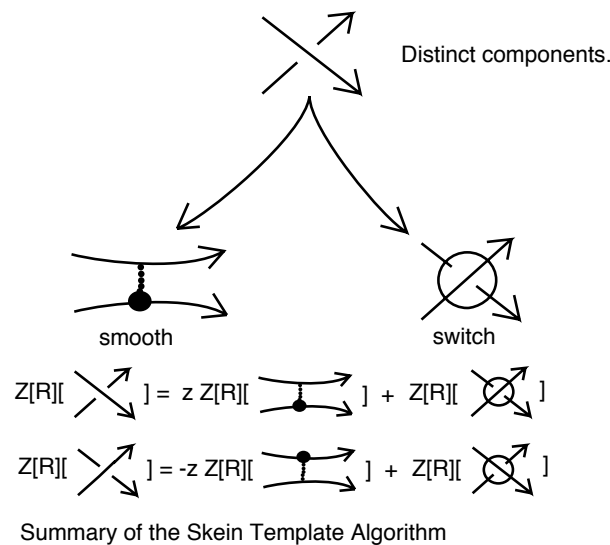 Distinct components.
smooth switch
Z[R][ ] = z Z[R][ ] + Z[R][ ]
Z[R][ ] = -z Z[R][ ] + Z[R][ ]
Summary of the Skein Template Algorithm